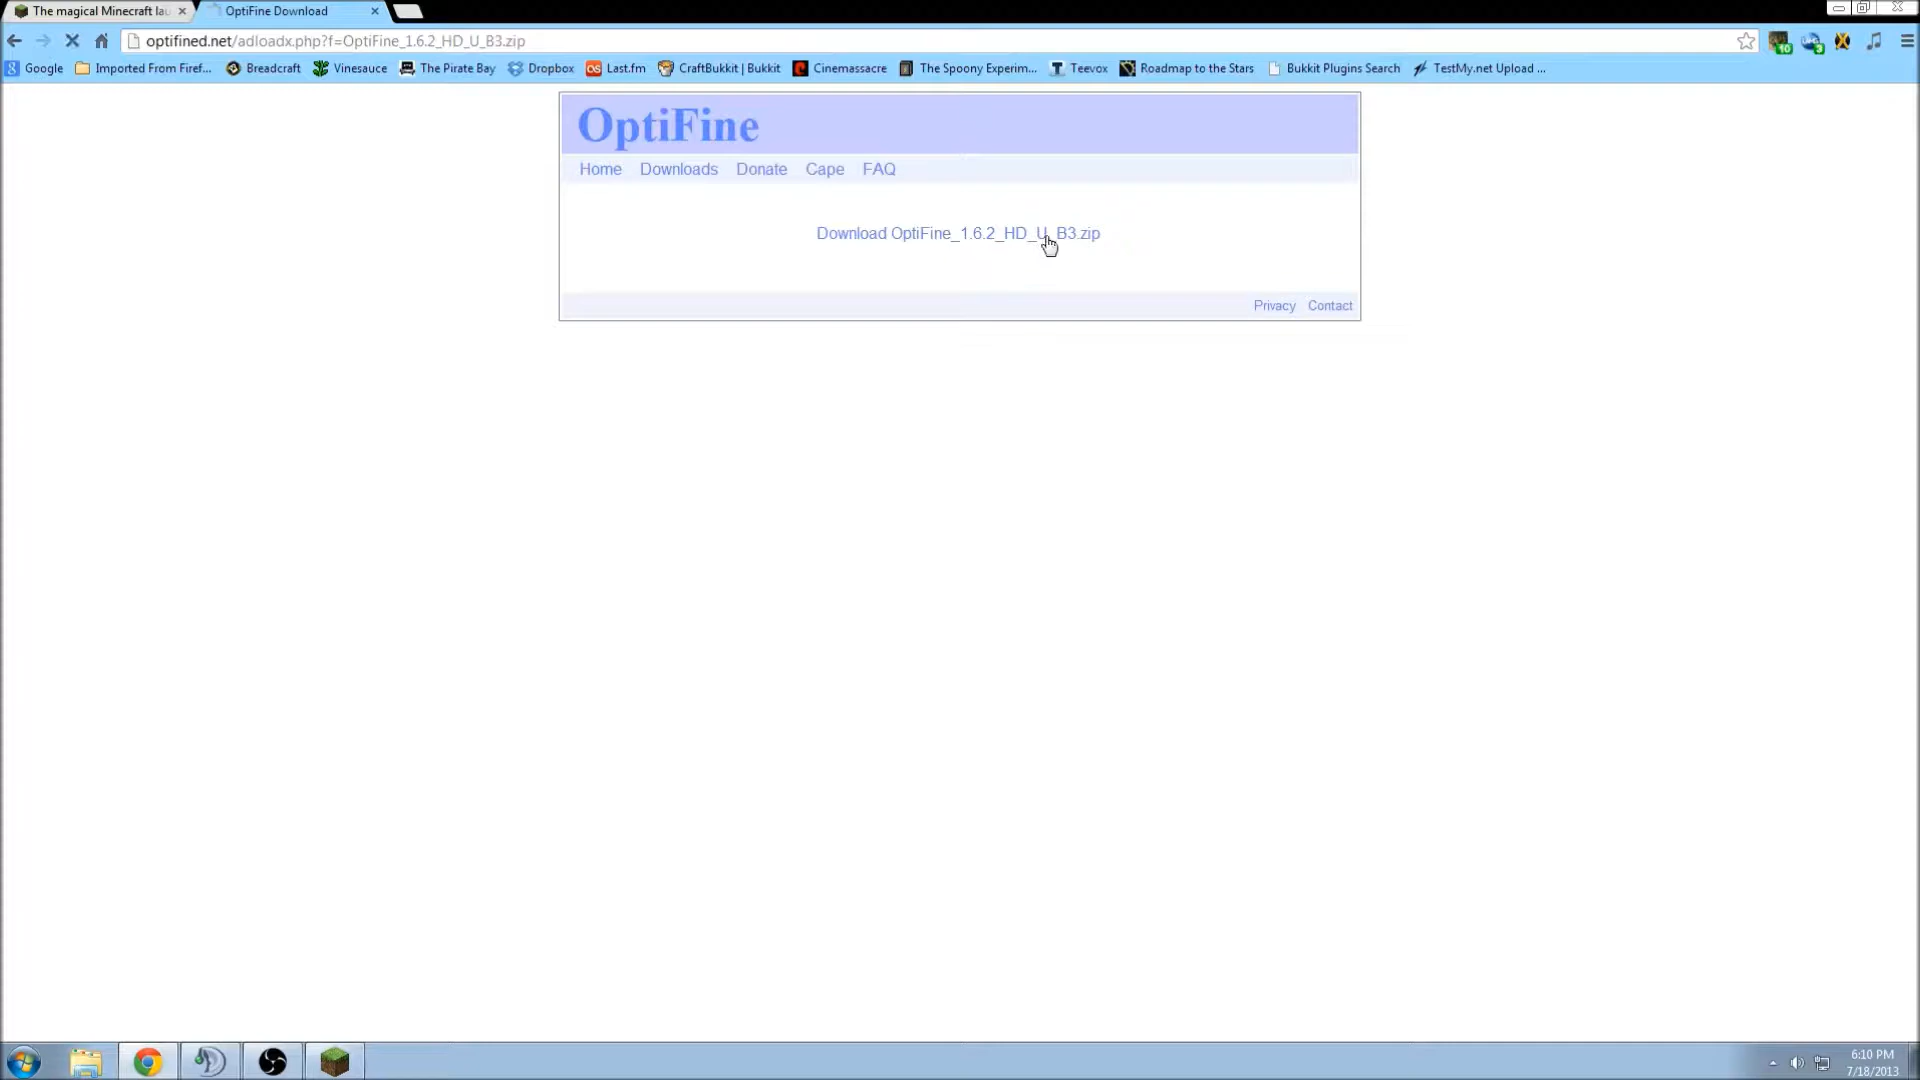 The magical Minecraft lau
OptiFine Download
optifined.net/adloadx.php?f=OptiFine_1.6.2_HD_U_B3.zip
10
3
Google
Imported From Firef...
Breadcraft
Vinesauce
The Pirate Bay
Dropbox
Last.fm
CraftBukkit | Bukkit
Cinemassacre
The Spoony Experim...
Teevox
Roadmap to the Stars
Bukkit Plugins Search
TestMy.net Upload ...
OptiFine
Home Downloads Donate Cape FAQ
Download OptiFine_1.6.2_HD_U_B3.zip
Privacy Contact
6:10 PM
7/18/2013